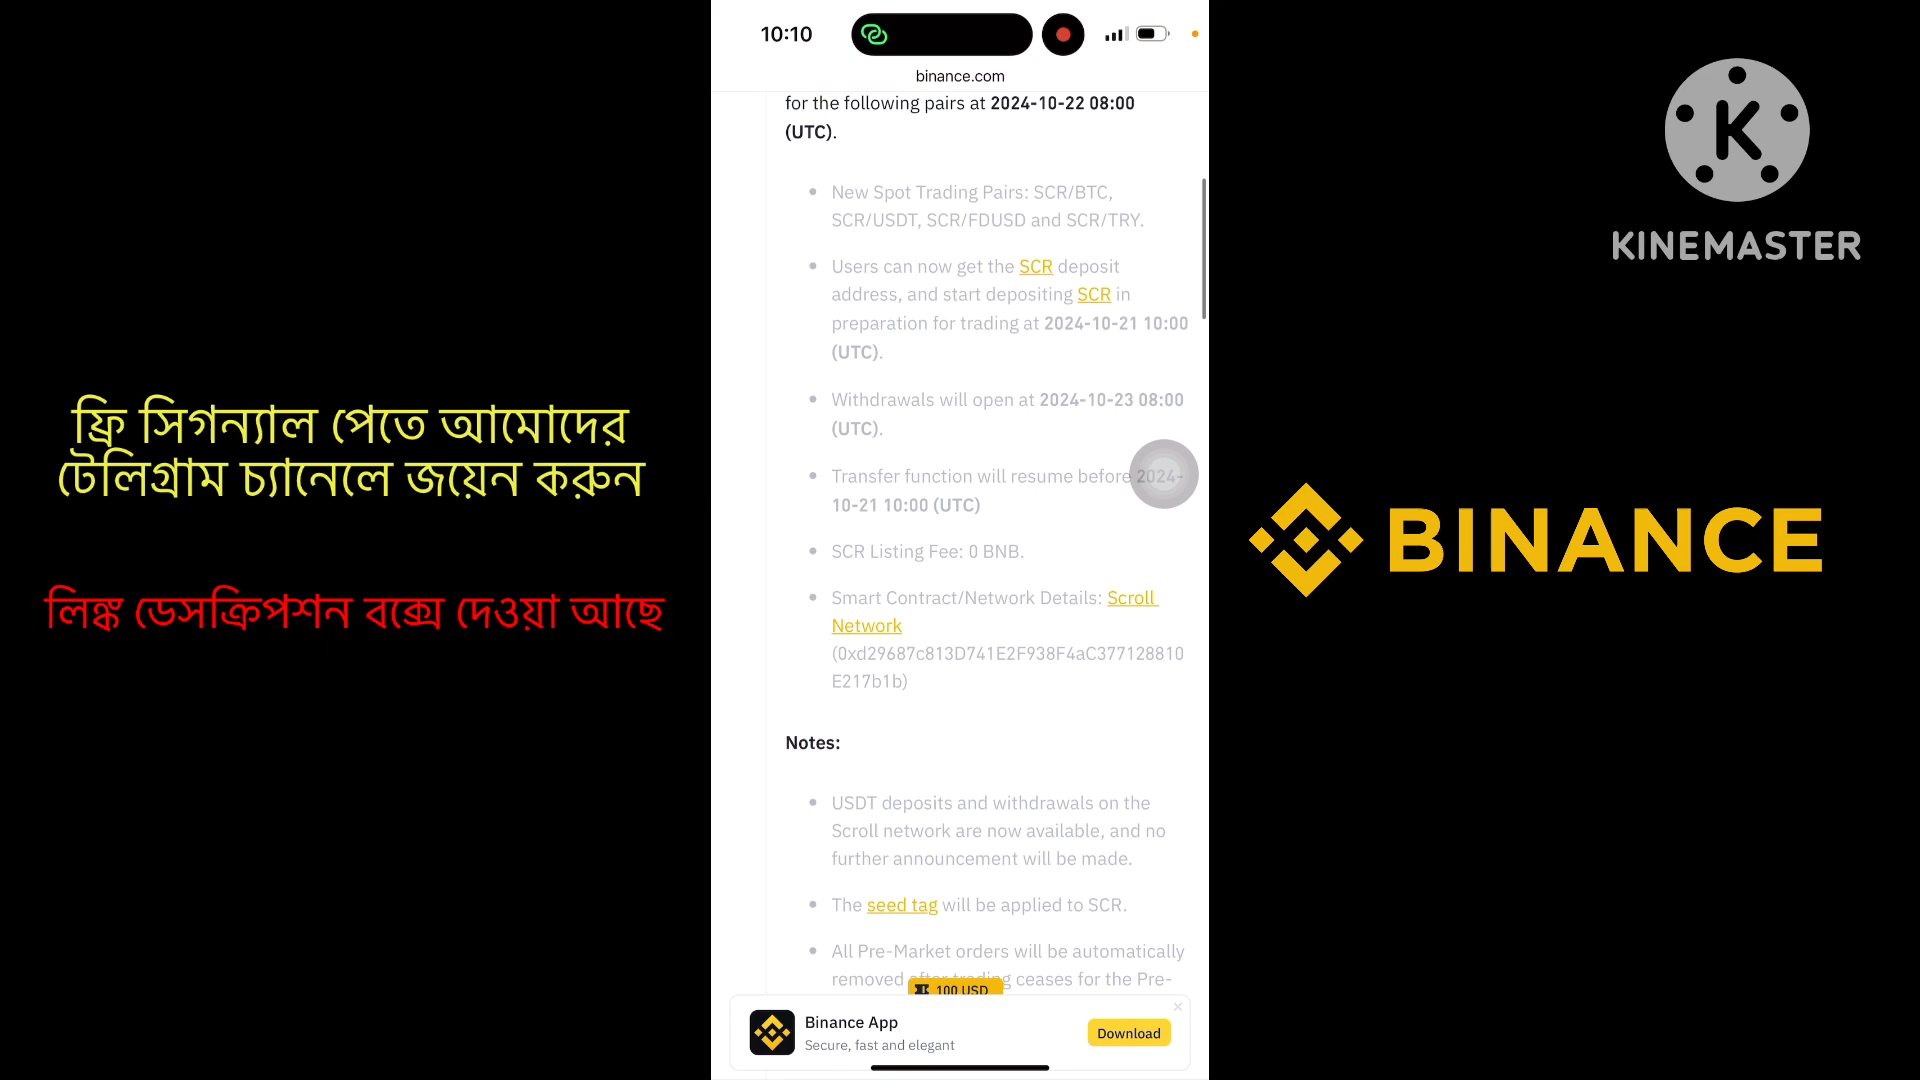 10:10
binance.com
for the following pairs at 2024-10-22 08:00
(UTC).
New Spot Trading Pairs: SCR/BTC,
SCR/USDT, SCR/FDUSD and SCR/TRY.
Users can now get the SCR deposit
address, and start depositing SCR in
preparation for trading at 2024-10-21 10:00
(UTC).
Withdrawals will open at 2024-10-23 08:00
(UTC).
Transfer function will resume before 2024-
10-21 10:00 (UTC)
SCR Listing Fee: 0 BNB.
Smart Contract/Network Details: Scroll
Network
(0xd29687c813D741E2F938F4aC377128810
E217b1b)
Notes:
USDT deposits and withdrawals on the
Scroll network are now available, and no
further announcement will be made.
The seed tag will be applied to SCR.
All Pre-Market orders will be automatically
removed after trading ceases for the Pre-
100 USD
Binance App
Secure, fast and elegant
Download
ফ্রি সিগন্যাল পেতে আমোদের
টেলিগ্রাম চ্যানেলে জয়েন করুন
লিঙ্ক ডেসক্রিপশন বক্সে দেওয়া আছে
K
KINEMASTER
BINANCE